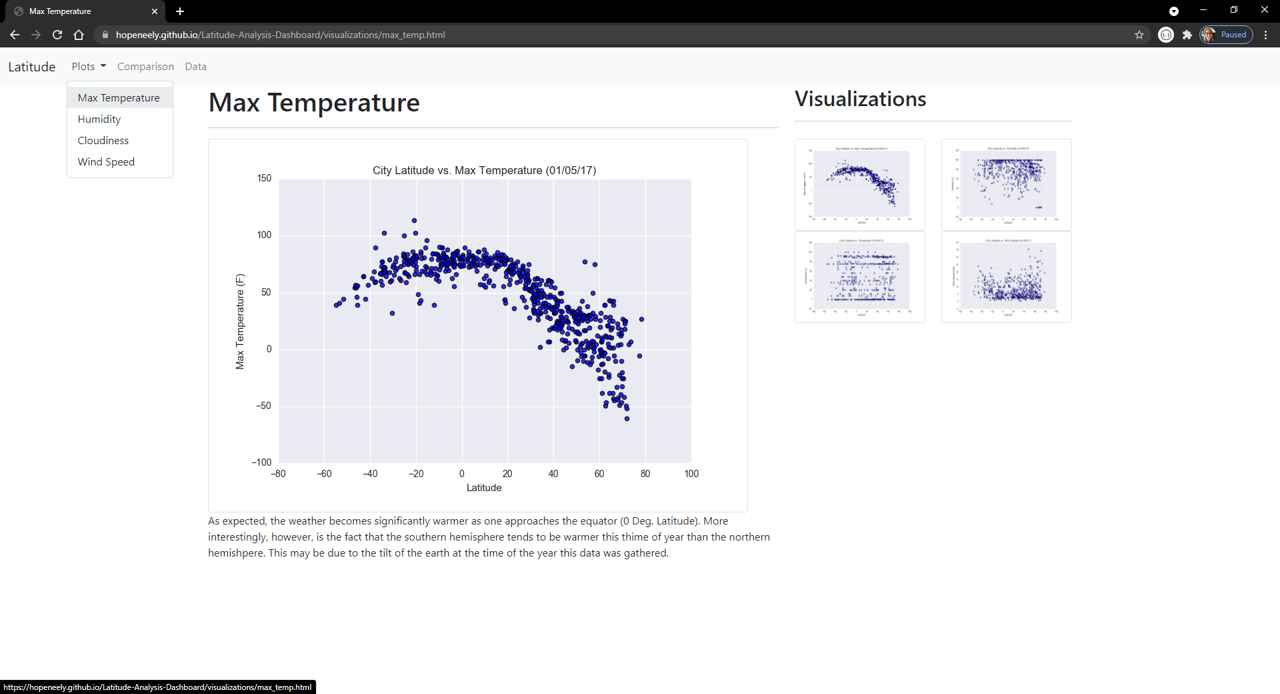 Max Temperature
hopeneely.github.io/Latitude-Analysis-Dashboard/visualizations/max_temp.html
Paused
Latitude
Plots
Comparison
Data
Max Temperature
Humidity
Cloudiness
Wind Speed
Max Temperature
City Latitude vs. Max Temperature (01/05/17)
150
100
50
0
−50
−100
Max Temperature (F)
−80 −60 −40 −20 0 20 40 60 80 100
Latitude
As expected, the weather becomes significantly warmer as one approaches the equator (0 Deg. Latitude). More
interestingly, however, is the fact that the southern hemisphere tends to be warmer this thime of year than the northern
hemishpere. This may be due to the tilt of the earth at the time of the year this data was gathered.
Visualizations
https://hopeneely.github.io/Latitude-Analysis-Dashboard/visualizations/max_temp.html